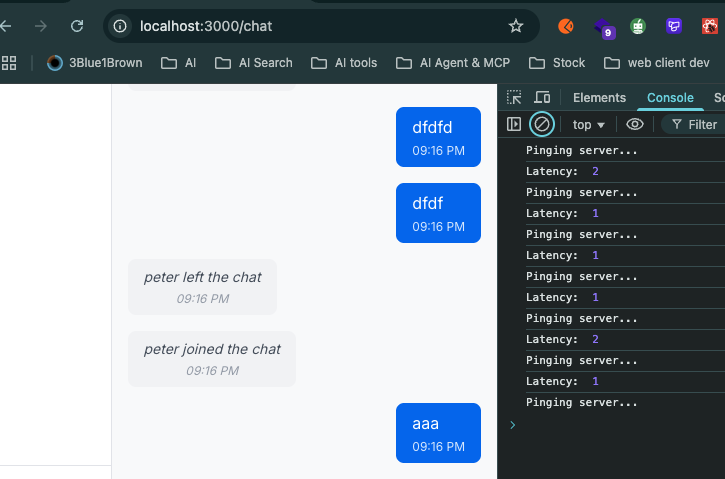 localhost:3000/chat
9
3Blue1Brown AI AI Search AI tools AI Agent & MCP Stock web client dev
Elements Console
top Filter
dfdfd
09:16 PM
dfdf
09:16 PM
peter left the chat
09:16 PM
peter joined the chat
09:16 PM
aaa
09:16 PM
Pinging server...
Latency: 2
Pinging server...
Latency: 1
Pinging server...
Latency: 1
Pinging server...
Latency: 1
Pinging server...
Latency: 2
Pinging server...
Latency: 1
Pinging server...